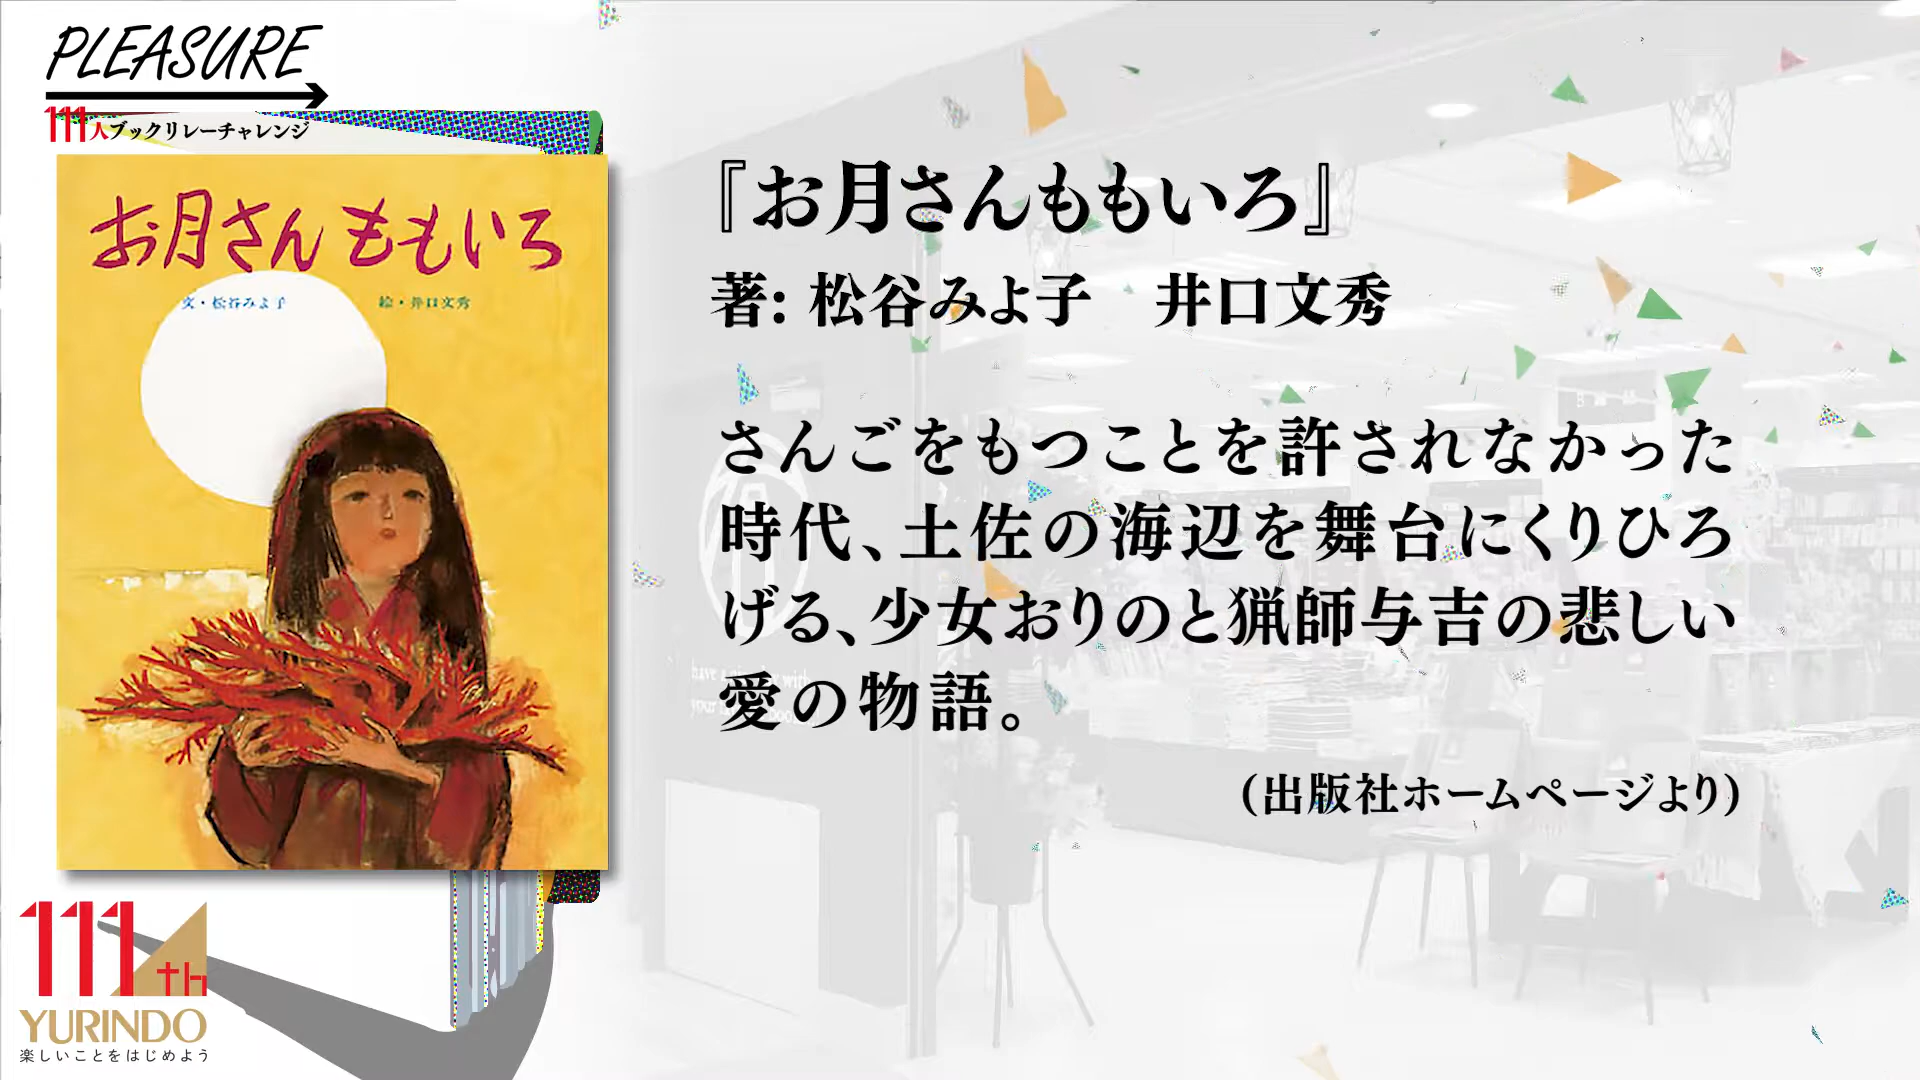 PLEASURE
111人ブックリレーチャレンジ
お月さんももいろ
文・松谷みよ子 絵・井口文秀
『お月さんももいろ』
著: 松谷みよ子 井口文秀
さんごをもつことを許されなかった
時代、土佐の海辺を舞台にくりひろ
げる、少女おりのと猟師与吉の悲しい
愛の物語。
(出版社ホームページより)
111th
YURINDO
楽しいことをはじめよう